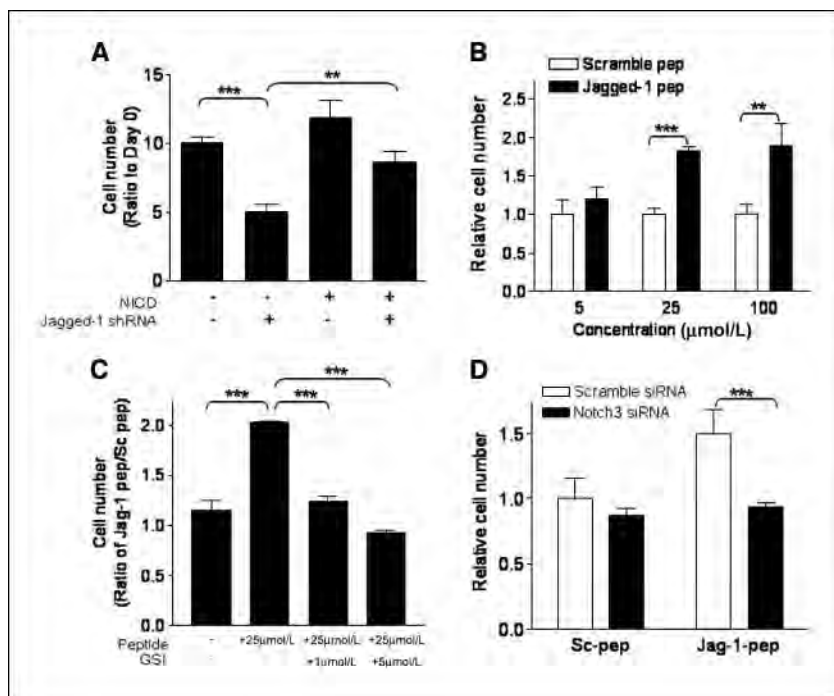 A
Cell number
(Ratio to Day 0)
15
10
5
0
***
**
NICD - - + +
Jagged-1 shRNA - + - +
B
Scramble pep
Jagged-1 pep
Relative cell number
2.5
2.0
1.5
1.0
0.5
0.0
***
**
5 25 100
Concentration (μmol/L)
C
Cell number
(Ratio of Jag-1 pep/Sc pep)
2.0
1.5
1.0
0.5
0.0
***
***
***
Peptide - +25μmol/L +25μmol/L +25μmol/L
GSI +1μmol/L +5μmol/L
D
Scramble siRNA
Notch3 siRNA
Relative cell number
1.5
1.0
0.5
0.0
***
Sc-pep Jag-1-pep